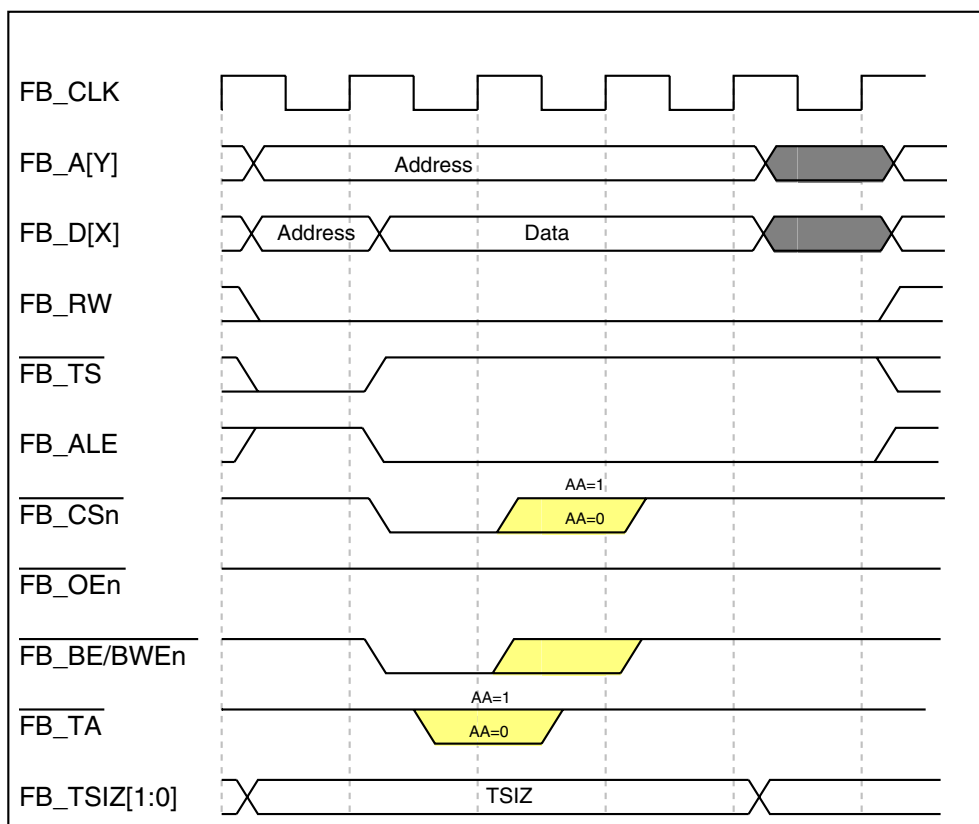 FB_CLK
FB_A[Y]
Address
FB_D[X]
Address
Data
FB_RW
FB_TS
FB_ALE
AA=1
FB_CSn
AA=0
FB_OEn
FB_BE/BWEn
AA=1
FB_TA
AA=0
FB_TSIZ[1:0]
TSIZ